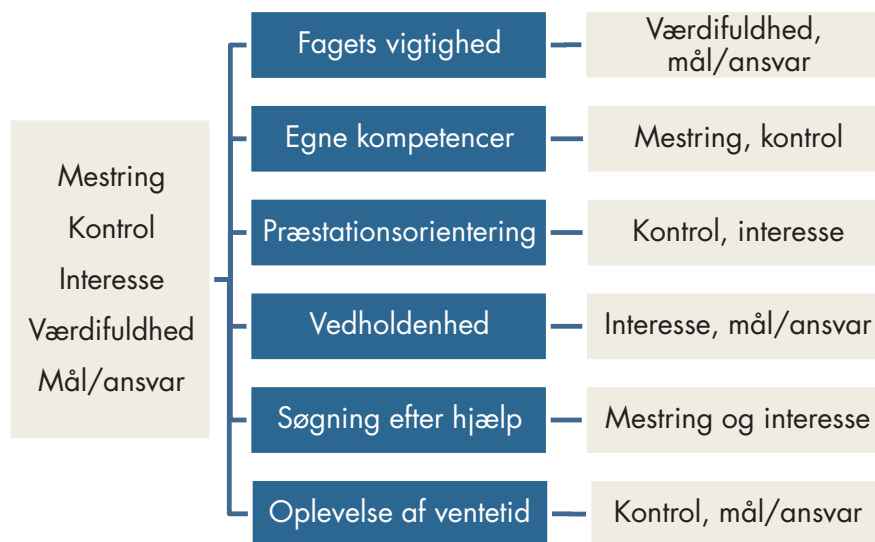 Mestring
Kontrol
Interesse
Værdifuldhed
Mål/ansvar
Fagets vigtighed
Værdifuldhed,
mål/ansvar
Egne kompetencer
Mestring, kontrol
Præstationsorientering
Kontrol, interesse
Vedholdenhed
Interesse, mål/ansvar
Søgning efter hjælp
Mestring og interesse
Oplevelse af ventetid
Kontrol, mål/ansvar